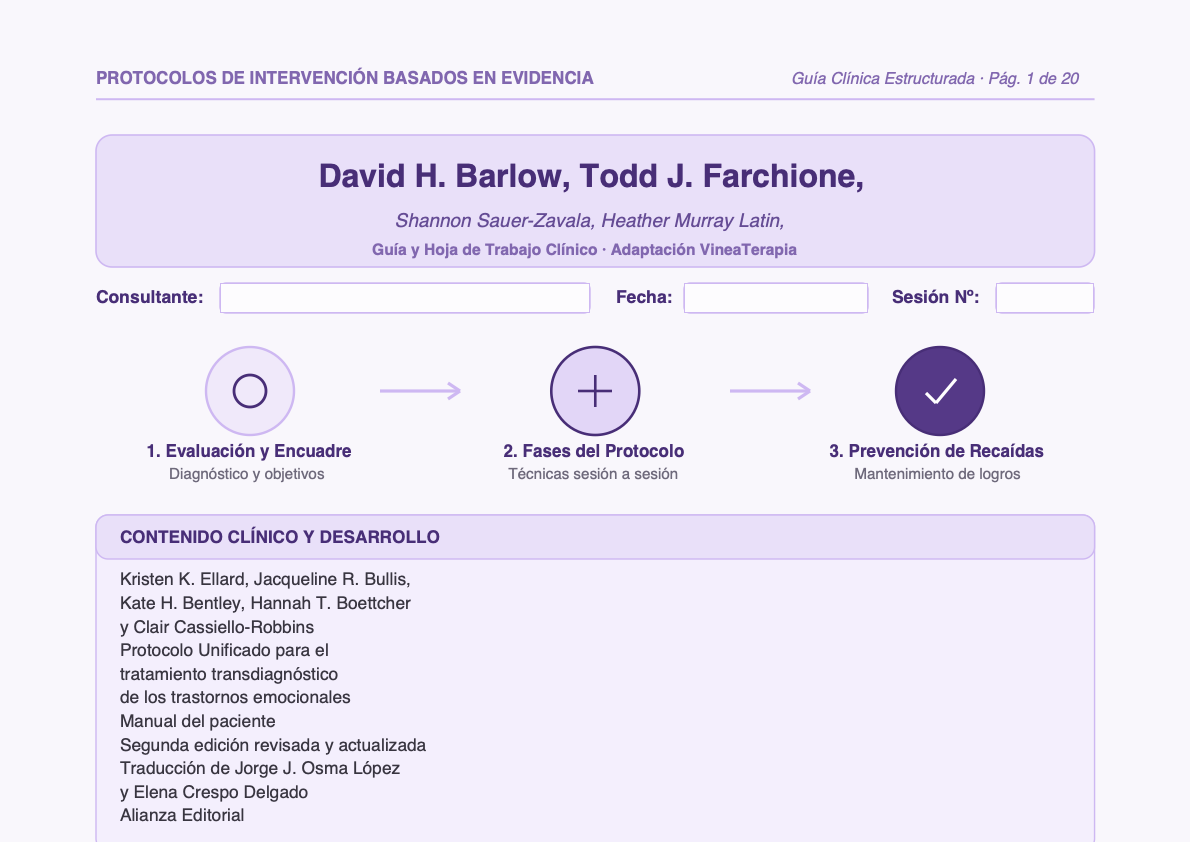 PROTOCOLOS DE INTERVENCIÓN BASADOS EN EVIDENCIA
Guía Clínica Estructurada · Pág. 1 de 20
David H. Barlow, Todd J. Farchione,
Shannon Sauer-Zavala, Heather Murray Latin,
Guía y Hoja de Trabajo Clínico · Adaptación VineaTerapia
Consultante:
Fecha:
Sesión Nº:
1. Evaluación y Encuadre
Diagnóstico y objetivos
2. Fases del Protocolo
Técnicas sesión a sesión
3. Prevención de Recaídas
Mantenimiento de logros
CONTENIDO CLÍNICO Y DESARROLLO
Kristen K. Ellard, Jacqueline R. Bullis,
Kate H. Bentley, Hannah T. Boettcher
y Clair Cassiello-Robbins
Protocolo Unificado para el
tratamiento transdiagnóstico
de los trastornos emocionales
Manual del paciente
Segunda edición revisada y actualizada
Traducción de Jorge J. Osma López
y Elena Crespo Delgado
Alianza Editorial